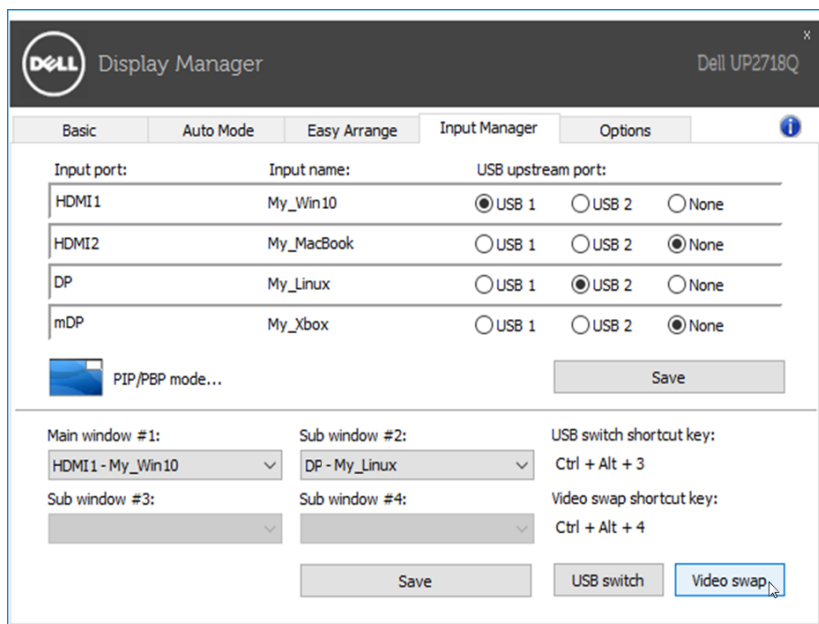 DELL Display Manager
X
Dell UP2718Q
Basic Auto Mode Easy Arrange Input Manager Options i
Input port: Input name: USB upstream port:
HDMI1 My_Win10 USB 1 USB 2 None
HDMI2 My_MacBook USB 1 USB 2 None
DP My_Linux USB 1 USB 2 None
mDP My_Xbox USB 1 USB 2 None
PIP/PBP mode... Save
Main window #1: Sub window #2: USB switch shortcut key:
HDMI1 - My_Win10 DP - My_Linux Ctrl + Alt + 3
Sub window #3: Sub window #4: Video swap shortcut key:
Ctrl + Alt + 4
Save USB switch Video swap